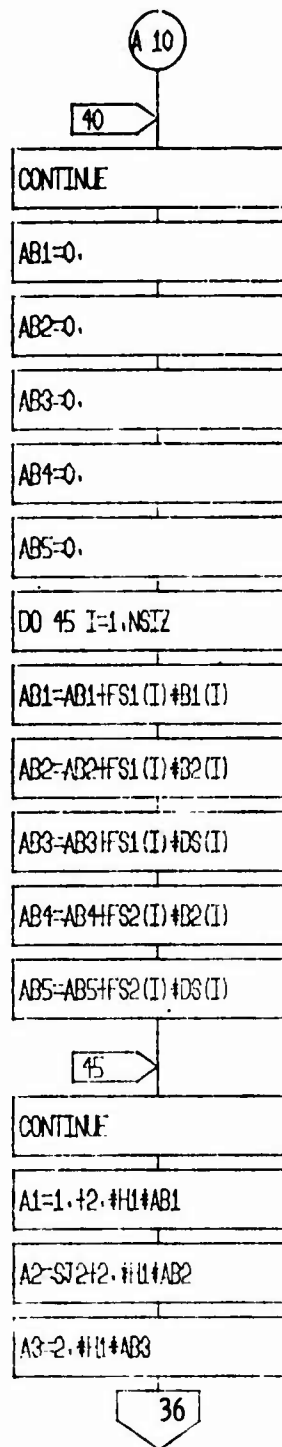 A 10
40
CONTINUE
AB1=0.
AB2=0.
AB3=0.
AB4=0.
AB5=0.
DO 45 I=1,NSIZ
AB1=AB1+FS1(I)*B1(I)
AB2=AB2+FS1(I)*B2(I)
AB3=AB3+FS1(I)*DS(I)
AB4=AB4+FS2(I)*B2(I)
AB5=AB5+FS2(I)*DS(I)
45
CONTINUE
A1=1.+2.*H1*AB1
A2=SJ2+2.*H1*AB2
A3=2.*H1*AB3
36